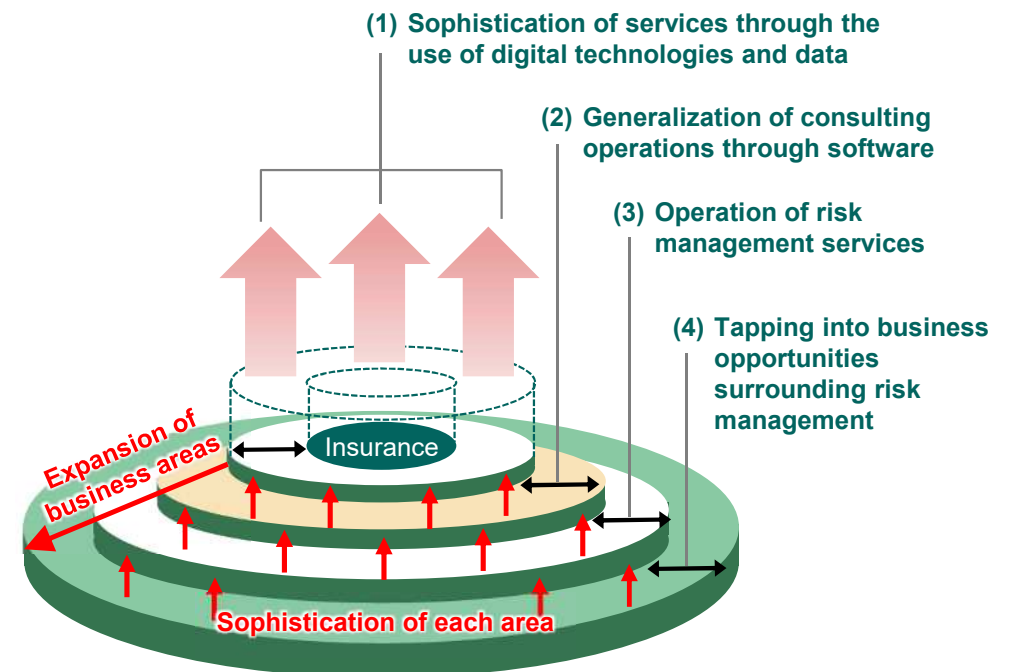 (1) Sophistication of services through the
use of digital technologies and data
(2) Generalization of consulting
operations through software
(3) Operation of risk
management services
(4) Tapping into business
opportunities
surrounding risk
management
Insurance
Expansion of
business areas
Sophistication of each area